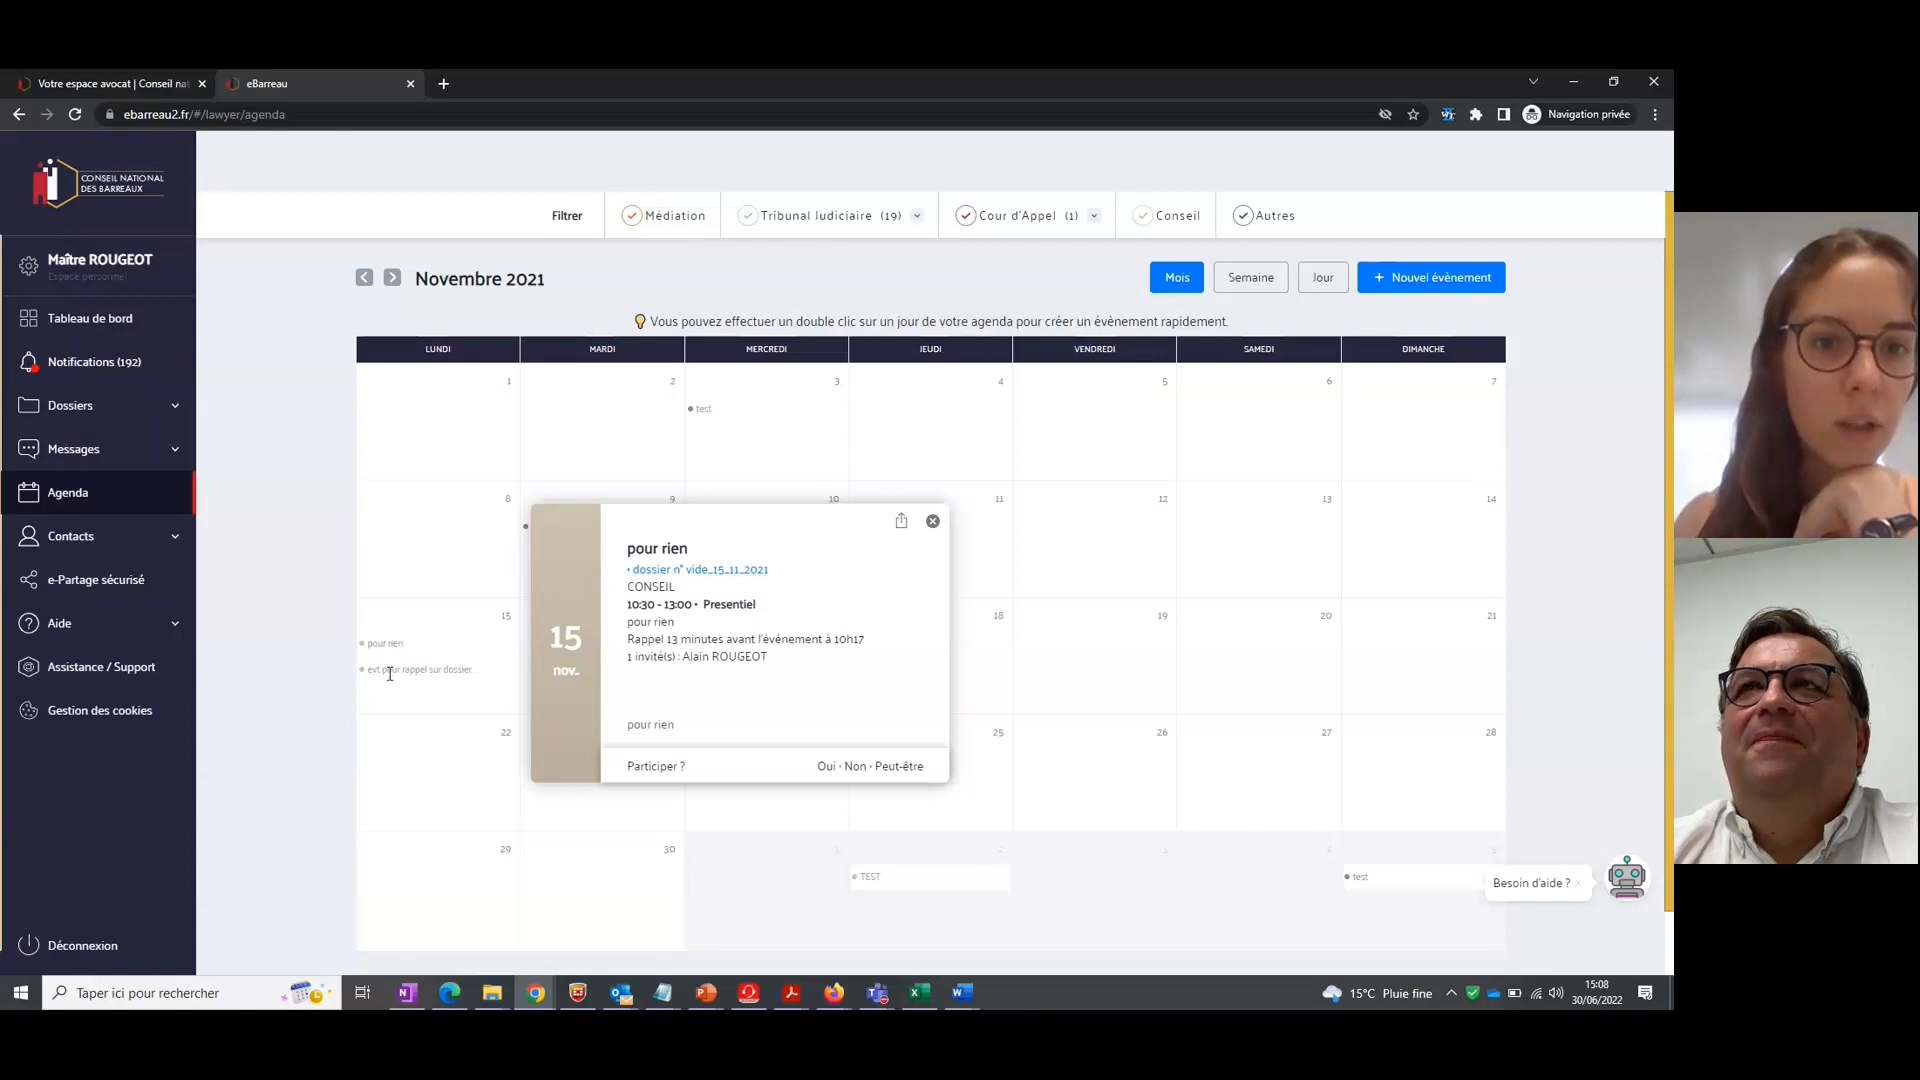 Votre espace avocat | Conseil nat
eBarreau
ebarreau2.fr/#/lawyer/agenda
Navigation privée
CONSEIL NATIONAL
DES BARREAUX
Filtrer
Médiation
Tribunal Judiciaire (19)
Cour d'Appel (1)
Conseil
Autres
Maître ROUGEOT
Espace personnel
Tableau de bord
Notifications (192)
Dossiers
Messages
Agenda
Contacts
e-Partage sécurisé
Aide
Assistance / Support
Gestion des cookies
Déconnexion
Novembre 2021
Mois
Semaine
Jour
+ Nouvel évènement
Vous pouvez effectuer un double clic sur un jour de votre agenda pour créer un évènement rapidement.
LUNDI MARDI MERCREDI JEUDI VENDREDI SAMEDI DIMANCHE
1 2 3 4 5 6 7
test
8 9 10 11 12 13 14
15 18 19 20 21
pour rien
evt pour rappel sur dossier
22 25 26 27 28
29 30 1 2 3 4 5
TEST
test
15
nov.
pour rien
• dossier n° vide_15_11_2021
CONSEIL
10:30 - 13:00 • Presentiel
pour rien
Rappel 13 minutes avant l'événement à 10h17
1 invité(s) : Alain ROUGEOT
pour rien
Participer ?
Oui • Non • Peut-être
Besoin d'aide ? x
Taper ici pour rechercher
15°C Pluie fine
15:08
30/06/2022